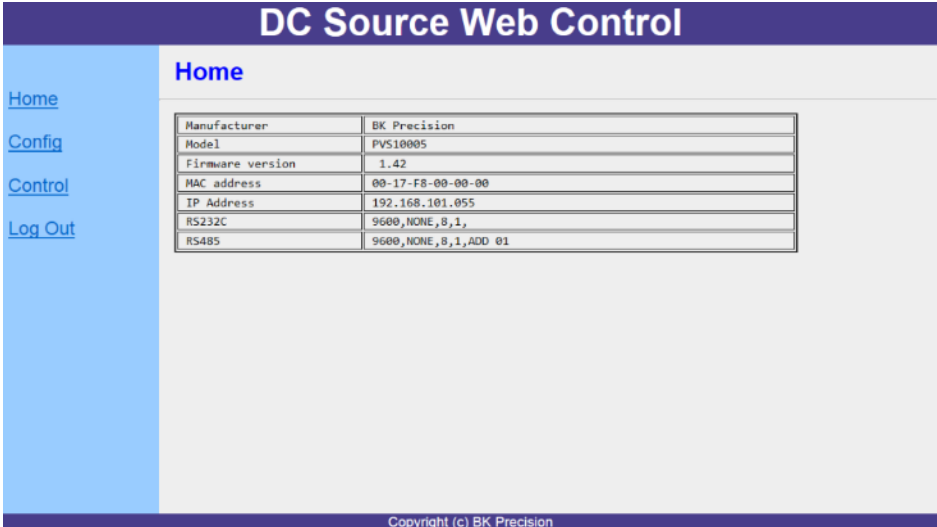 DC Source Web Control
Home
Config
Control
Log Out
Home
Manufacturer BK Precision
Model PVS10005
Firmware version 1.42
MAC address 00-17-F8-00-00-00
IP Address 192.168.101.055
RS232C 9600,NONE,8,1,
RS485 9600,NONE,8,1,ADD 01
Copyright (c) BK Precision